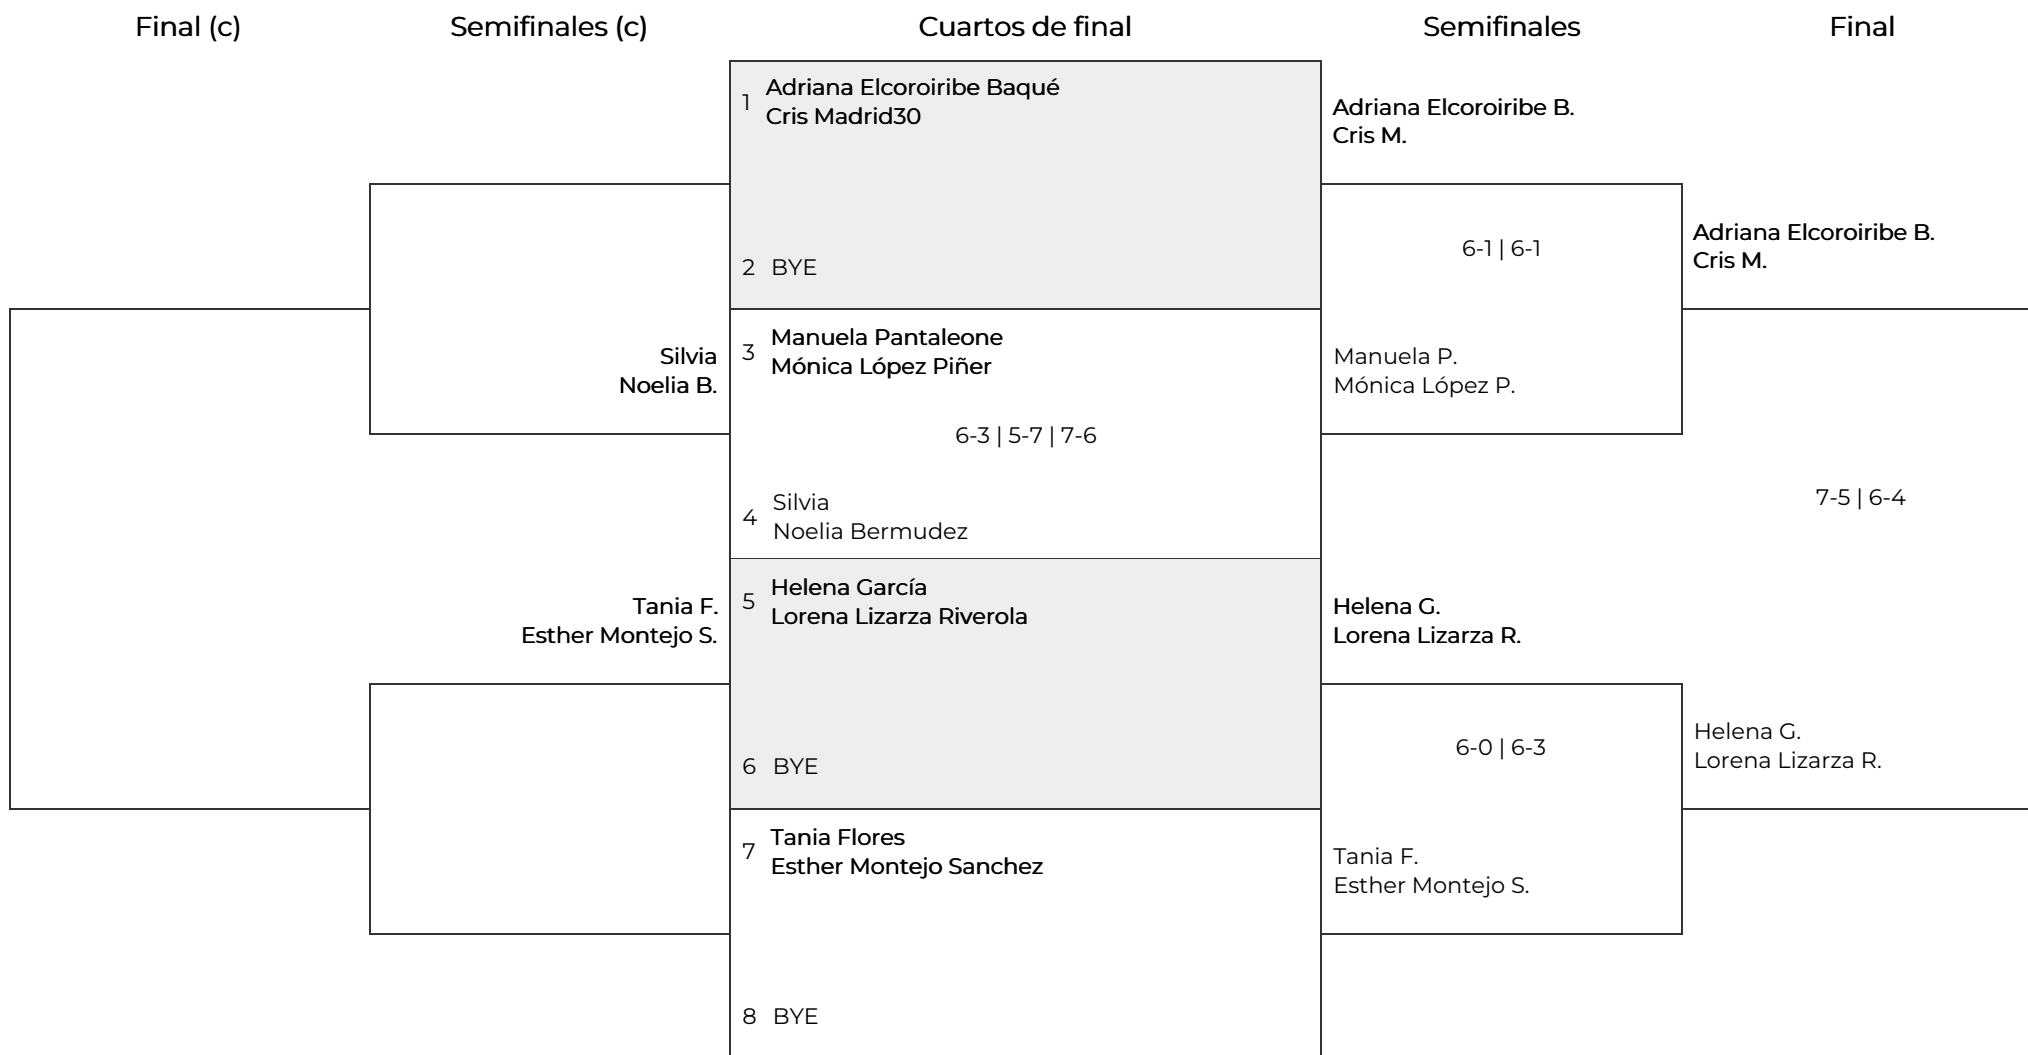 Final (c)
Semifinales (c)
Cuartos de final
Semifinales
Final
Silvia
Noelia B.
Tania F.
Esther Montejo S.
1
Adriana Elcoroiribe Baqué
Cris Madrid30
2 BYE
3
Manuela Pantaleone
Mónica López Piñer
6-3 | 5-7 | 7-6
4
Silvia
Noelia Bermudez
5
Helena García
Lorena Lizarza Riverola
6 BYE
7
Tania Flores
Esther Montejo Sanchez
8 BYE
Adriana Elcoroiribe B.
Cris M.
6-1 | 6-1
Manuela P.
Mónica López P.
Helena G.
Lorena Lizarza R.
6-0 | 6-3
Tania F.
Esther Montejo S.
Adriana Elcoroiribe B.
Cris M.
7-5 | 6-4
Helena G.
Lorena Lizarza R.